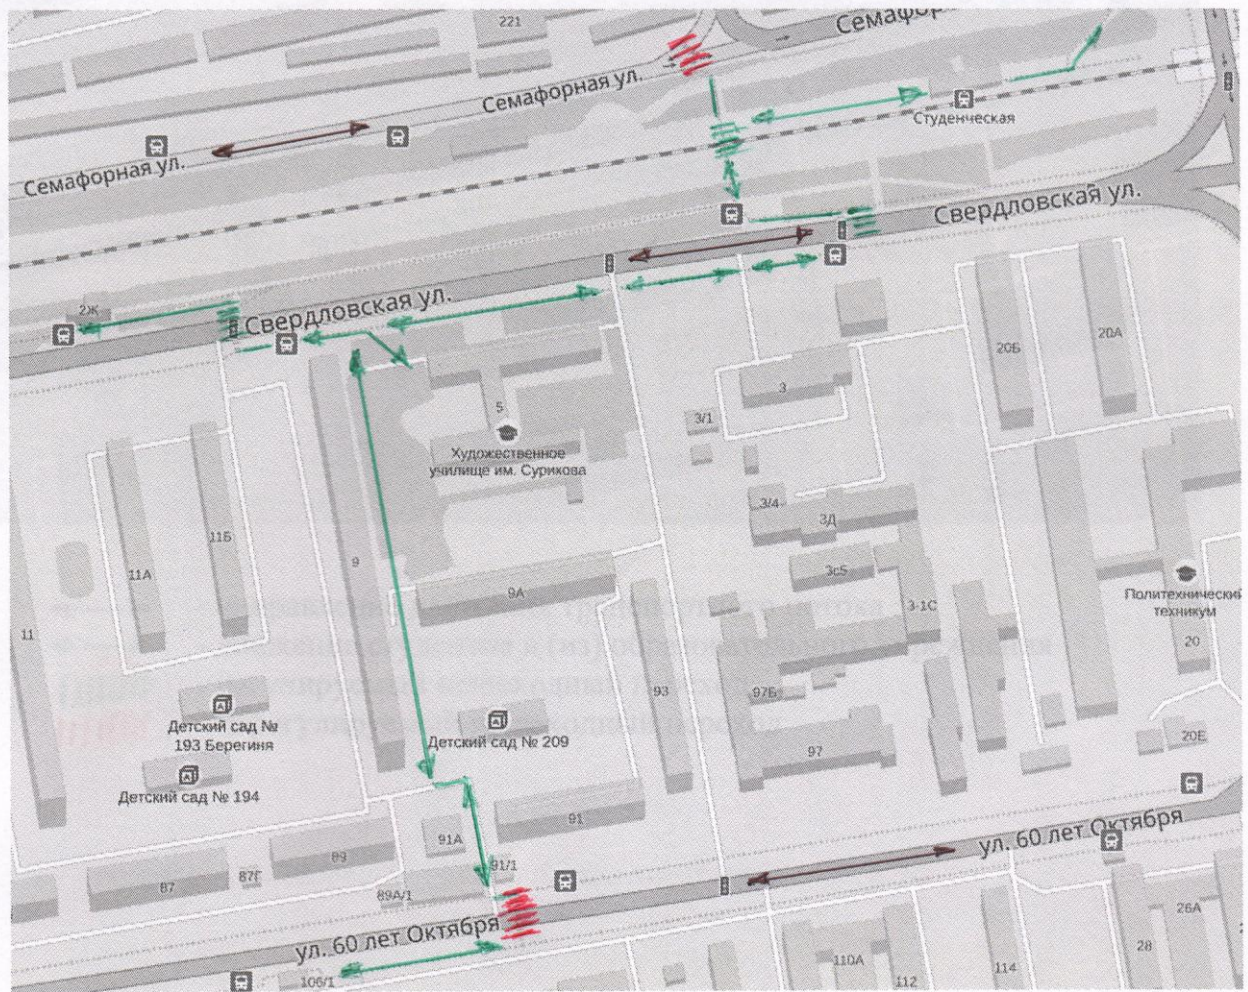 221
Семафорная ул.
Семафорная ул.
Студенческая
Свердловская ул.
2Ж
Свердловская ул.
20Б
20А
3
5
3/1
Художественное
училище им. Сурикова
3/4
3Д
11Б
11А
9
9А
3с5
3-1С
Политехнический
техникум
11
20
93
97Б
Детский сад №
193 Берегиня
Детский сад № 209
20Е
97
Детский сад № 194
91
91А
ул. 60 лет Октября
89
91/1
87
87Г
89А/1
ул. 60 лет Октября
26А
28
110А
114
112
106/1